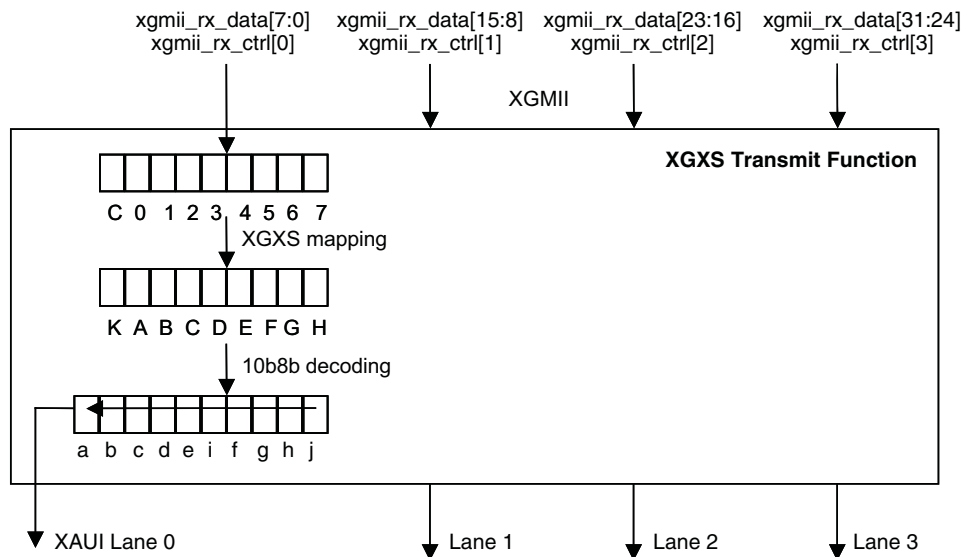 xgmii_rx_data[7:0] xgmii_rx_data[15:8] xgmii_rx_data[23:16] xgmii_rx_data[31:24]
xgmii_rx_ctrl[0] xgmii_rx_ctrl[1] xgmii_rx_ctrl[2] xgmii_rx_ctrl[3]
XGMII
XGXS Transmit Function
C 0 1 2 3 4 5 6 7
XGXS mapping
K A B C D E F G H
10b8b decoding
a b c d e i f g h j
XAUI Lane 0 Lane 1 Lane 2 Lane 3